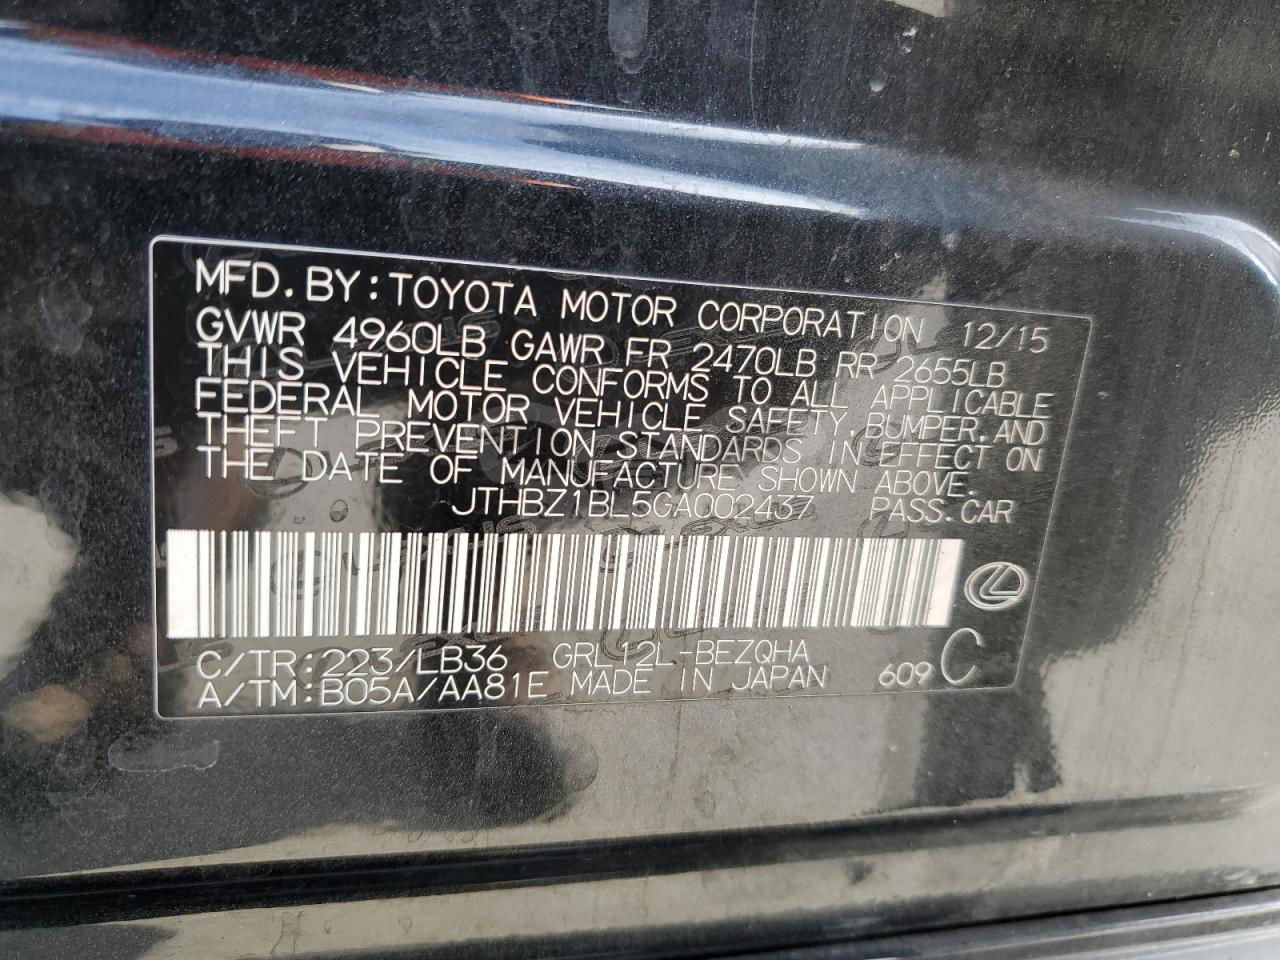 MFD.BY:TOYOTA MOTOR CORPORATION 12/15
GVWR 4960LB GAWR FR 2470LB RR 2655LB
THIS VEHICLE CONFORMS TO ALL APPLICABLE
FEDERAL MOTOR VEHICLE SAFETY,BUMPER,AND
THEFT PREVENTION STANDARDS IN EFFECT ON
THE DATE OF MANUFACTURE SHOWN ABOVE.
JTHBZ1BL5GA002437 PASS.CAR
C/TR:223/LB36 GRL12L-BEZQHA
A/TM:B05A/AA81E MADE IN JAPAN 609 C